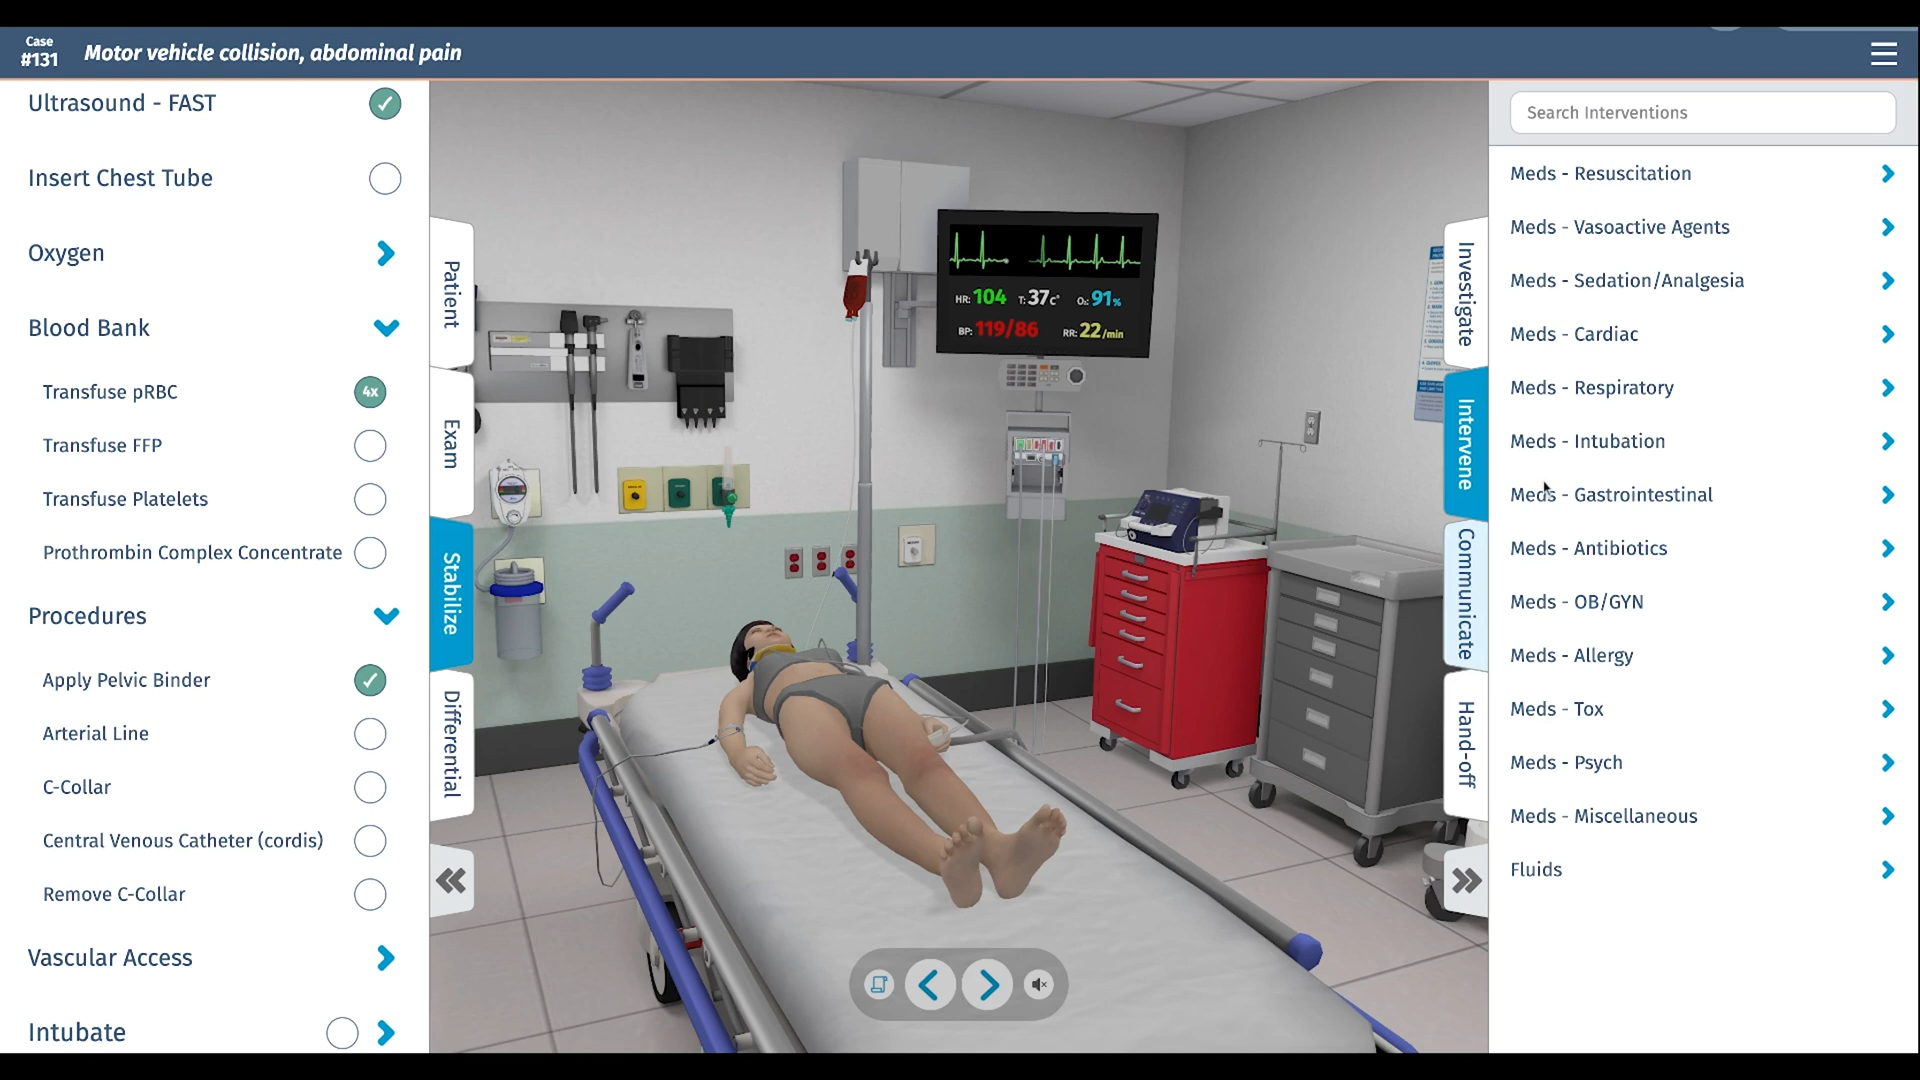 Case
#131
Motor vehicle collision, abdominal pain
Ultrasound - FAST
Insert Chest Tube
Oxygen
Blood Bank
Transfuse pRBC
4x
Transfuse FFP
Transfuse Platelets
Prothrombin Complex Concentrate
Procedures
Apply Pelvic Binder
Arterial Line
C-Collar
Central Venous Catheter (cordis)
Remove C-Collar
Vascular Access
Intubate
Patient
Exam
Stabilize
Differential
HR: 104 T: 37c° O₂: 91%
BP: 119/86 RR: 22/min
Investigate
Intervene
Communicate
Hand-off
Search Interventions
Meds - Resuscitation
Meds - Vasoactive Agents
Meds - Sedation/Analgesia
Meds - Cardiac
Meds - Respiratory
Meds - Intubation
Meds - Gastrointestinal
Meds - Antibiotics
Meds - OB/GYN
Meds - Allergy
Meds - Tox
Meds - Psych
Meds - Miscellaneous
Fluids